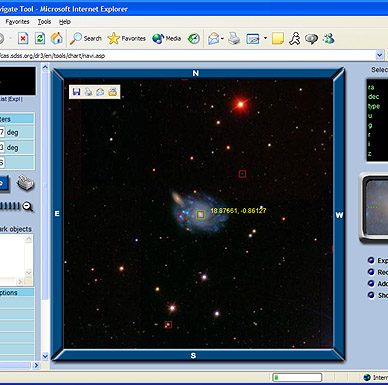 vigate Tool - Microsoft Internet Explorer
Favorites Tools Help
Search Favorites Media
/cas.sdss.org/dr3/en/tools/chart/navi.asp
N
Selec
ist |Expl|
ters
7 deg
3 deg
S
ark objects
ptions
E
W
S
18.87661, -0.86127
ra
dec
type
u
g
r
i
z
Exp
Rec
Add
Sho
Intern